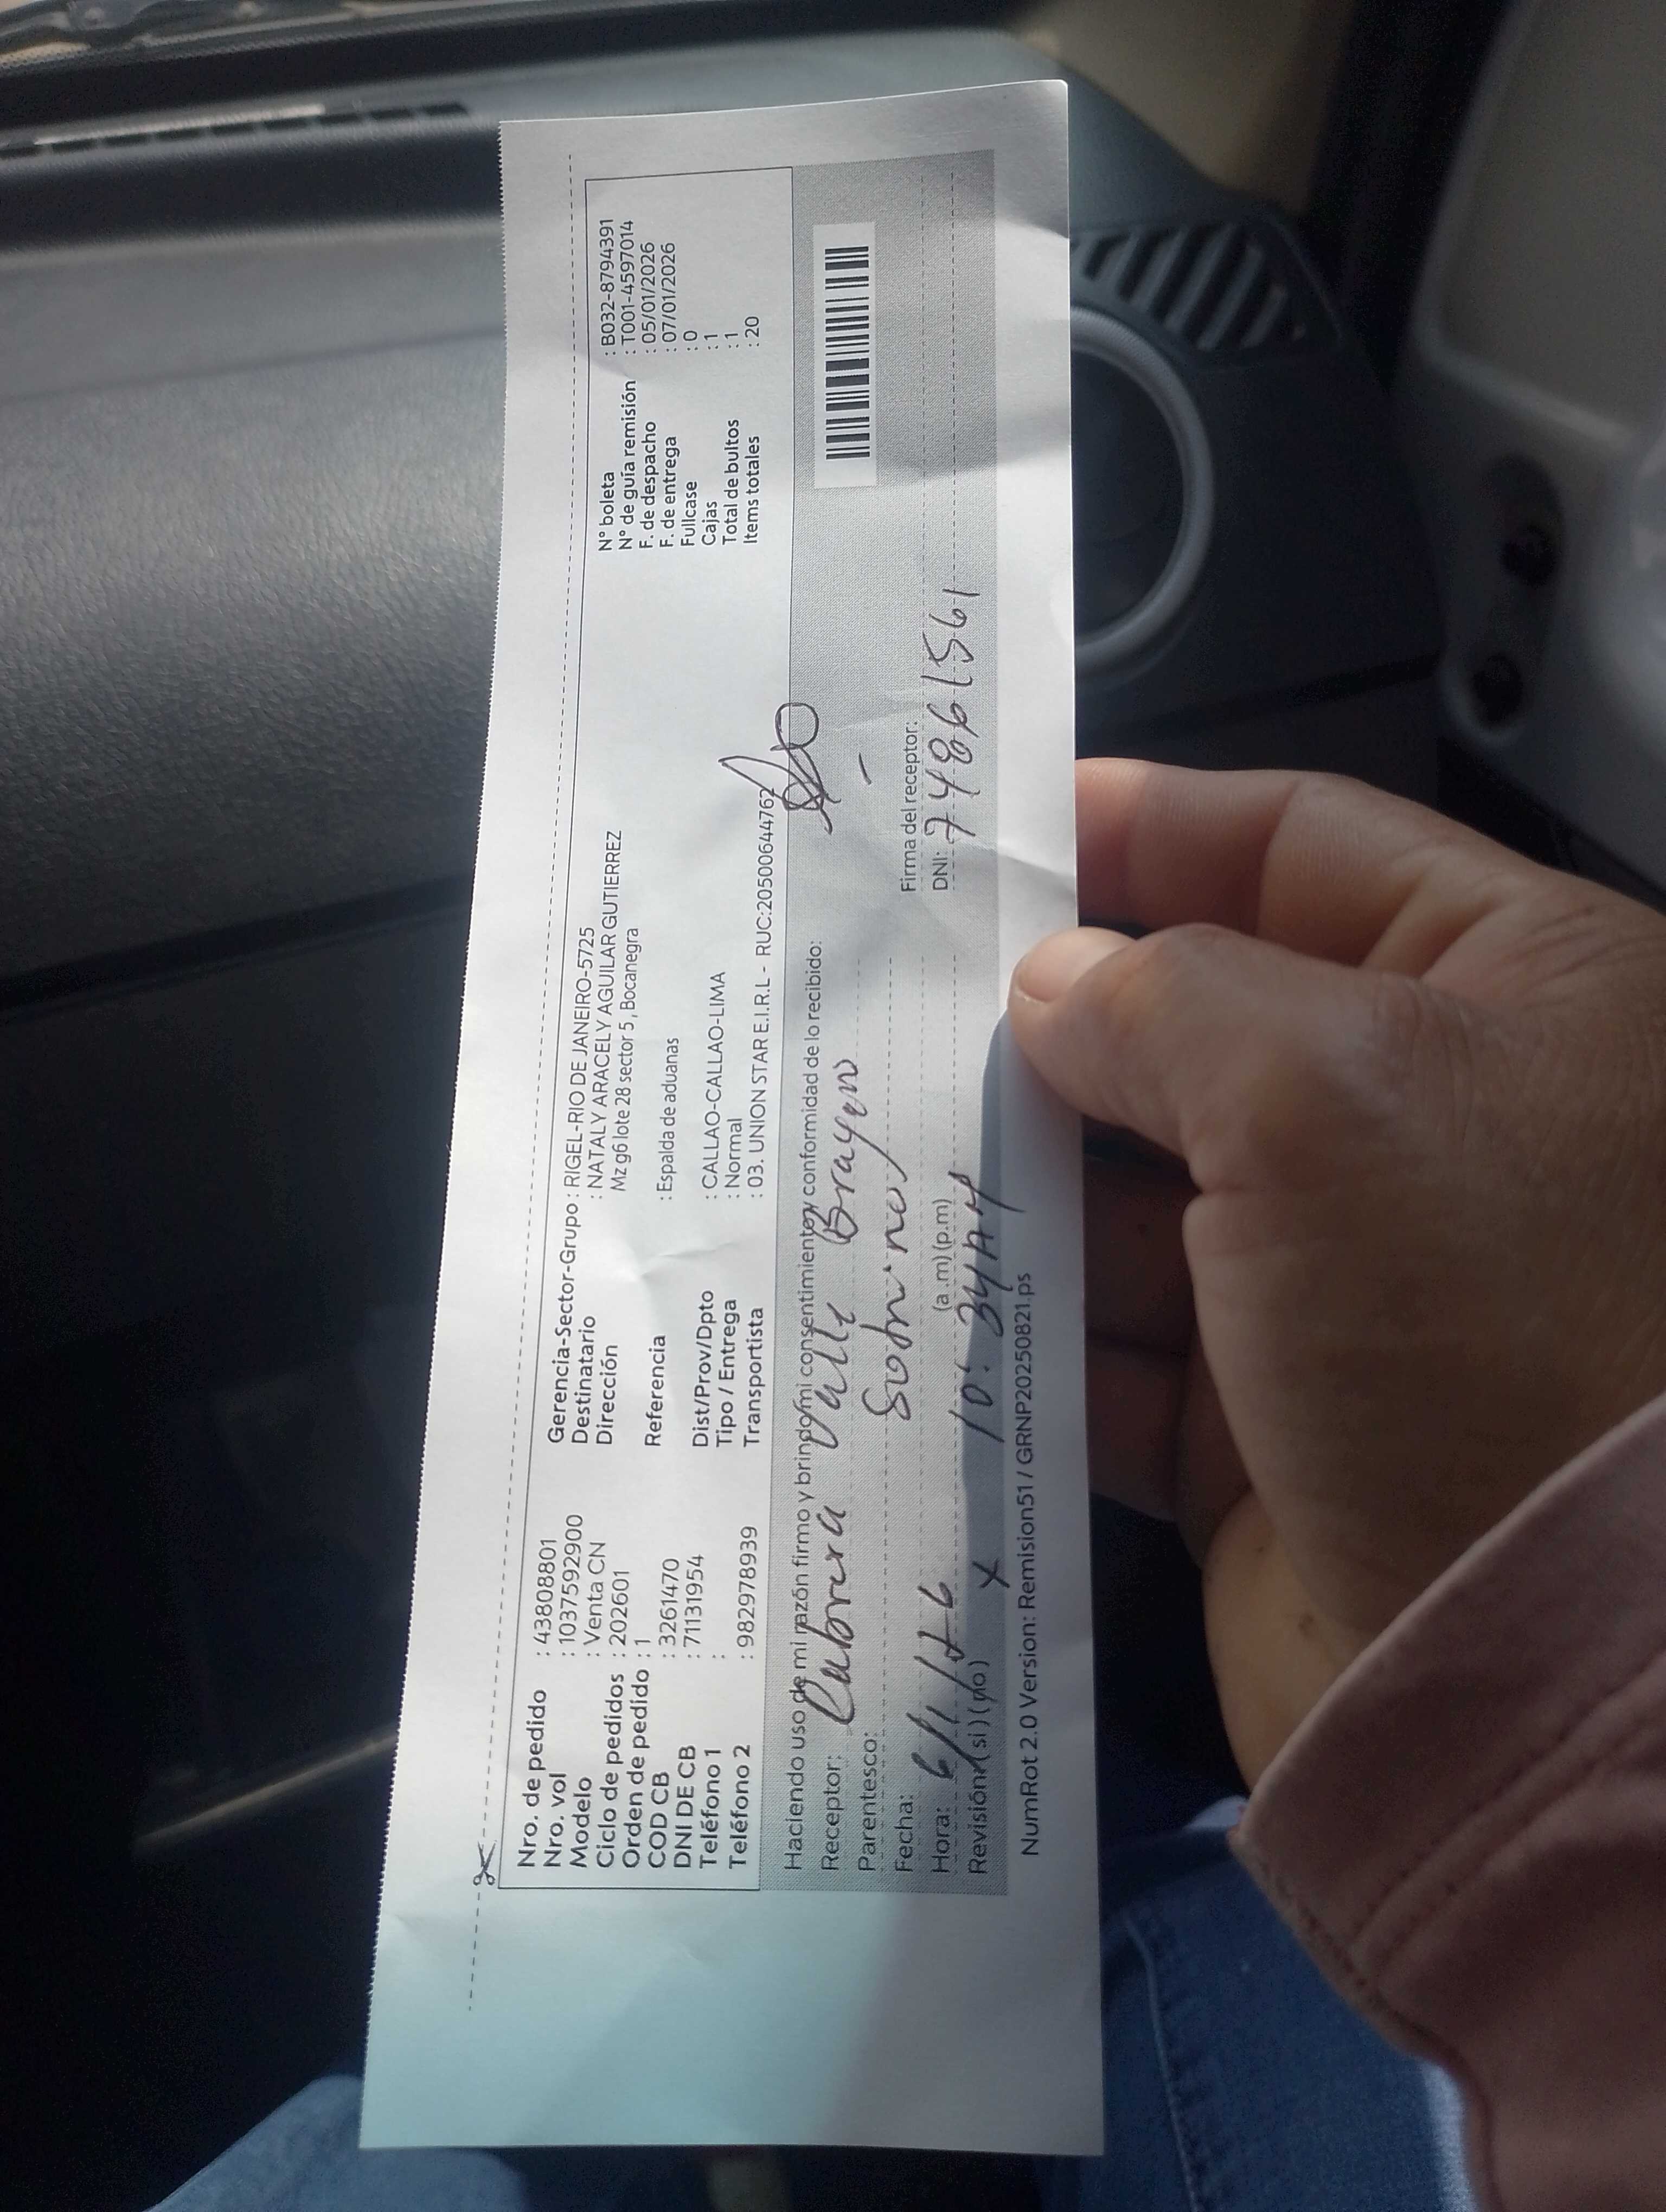 Nro. de pedido : 43808801
Nro. vol : 1037592900
Modelo : Venta CN
Ciclo de pedidos : 202601
Orden de pedido : 1
COD CB : 3261470
DNI DE CB : 71131954
Teléfono 1 :
Teléfono 2 : 982978939
Gerencia-Sector-Grupo : RIGEL-RIO DE JANEIRO-5725
Destinatario : NATALY ARACELY AGUILAR GUTIERREZ
Dirección Mz g6 lote 28 sector 5 , Bocanegra
Referencia : Espalda de aduanas
Dist/Prov/Dpto : CALLAO-CALLAO-LIMA
Tipo / Entrega : Normal
Transportista : 03. UNION STAR E.I.R.L - RUC:20500644762
N° boleta : B032-8794391
N° de guía remisión : T001-4597014
F. de despacho : 05/01/2026
F. de entrega : 07/01/2026
Fullcase : 0
Cajas : 1
Total de bultos : 1
Items totales : 20
Haciendo uso de mi razón firmo y brindo mi consentimiento y conformidad de lo recibido:
Receptor: Cabrera Valle Brayen
Parentesco: Sobrino
Fecha: 6/1/26
Hora: (a .m) (p.m) 10:34 AM
Revisión (si) (no) x
Firma del receptor:
DNI: 74861561
NumRot 2.0 Version: Remision51 / GRNP20250821.ps